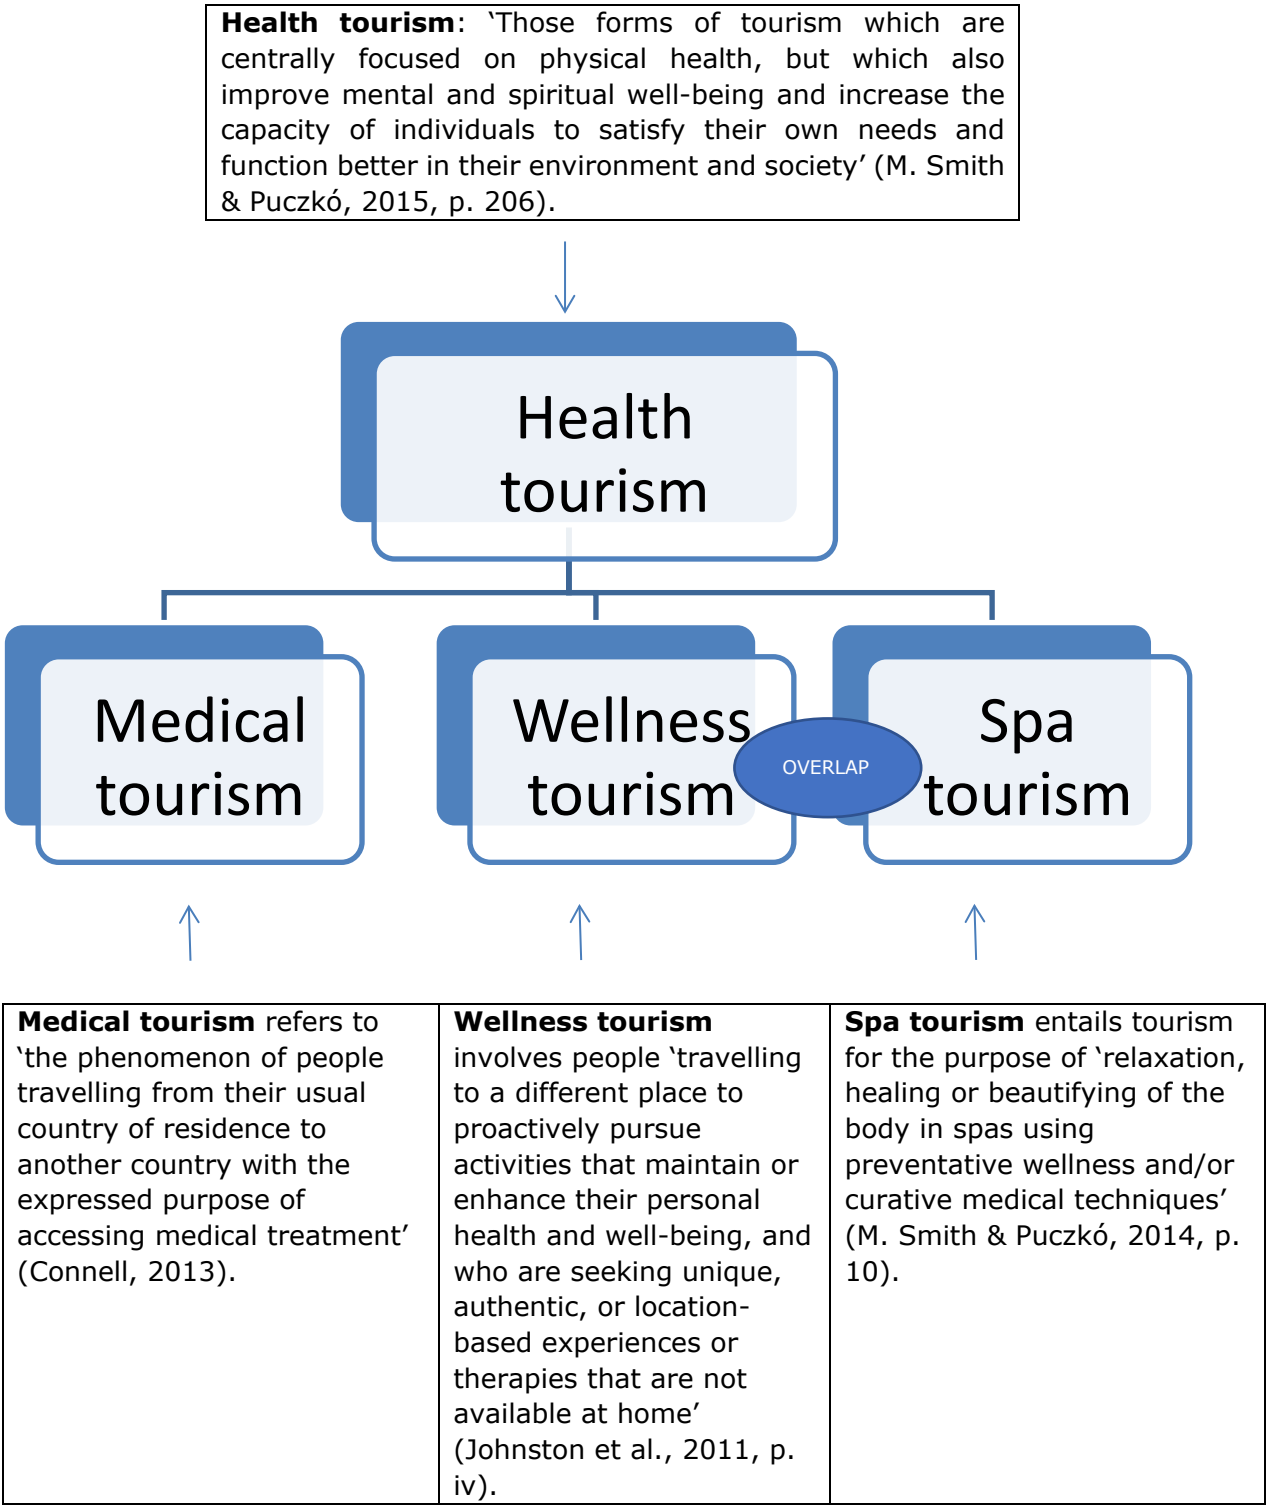 Health tourism: ‘Those forms of tourism which are
centrally focused on physical health, but which also
improve mental and spiritual well-being and increase the
capacity of individuals to satisfy their own needs and
function better in their environment and society’ (M. Smith
& Puczkó, 2015, p. 206).
Health
tourism
Medical
tourism
Wellness
tourism
OVERLAP
Spa
tourism
Medical tourism refers to
‘the phenomenon of people
travelling from their usual
country of residence to
another country with the
expressed purpose of
accessing medical treatment’
(Connell, 2013).
Wellness tourism
involves people ‘travelling
to a different place to
proactively pursue
activities that maintain or
enhance their personal
health and well-being, and
who are seeking unique,
authentic, or location-
based experiences or
therapies that are not
available at home’
(Johnston et al., 2011, p.
iv).
Spa tourism entails tourism
for the purpose of ‘relaxation,
healing or beautifying of the
body in spas using
preventative wellness and/or
curative medical techniques’
(M. Smith & Puczkó, 2014, p.
10).